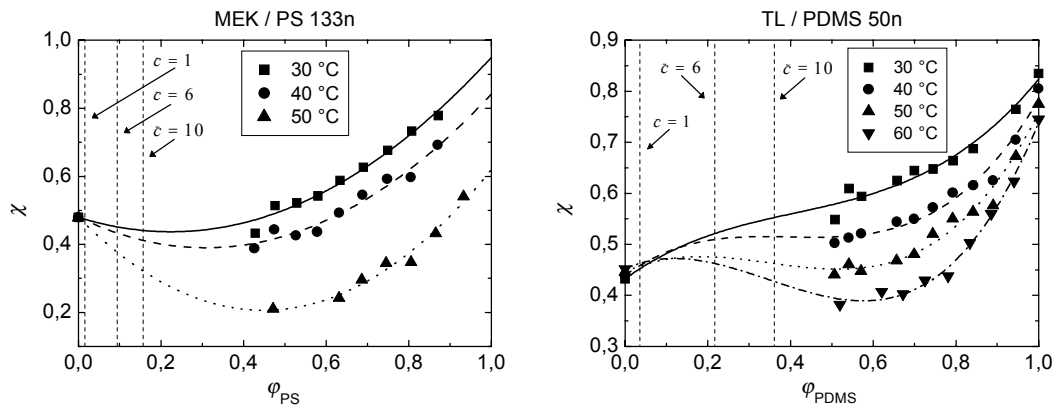 MEK / PS 133n
1,0
0,8
0,6
0,4
0,2
0,0 0,2 0,4 0,6 0,8 1,0
χ
φPS
c = 1
c = 6
c̃ = 10
30 °C
40 °C
50 °C
TL / PDMS 50n
0,9
0,8
0,7
0,6
0,5
0,4
0,3
0,0 0,2 0,4 0,6 0,8 1,0
χ
φPDMS
c̃ = 6
c̃ = 10
c = 1
30 °C
40 °C
50 °C
60 °C